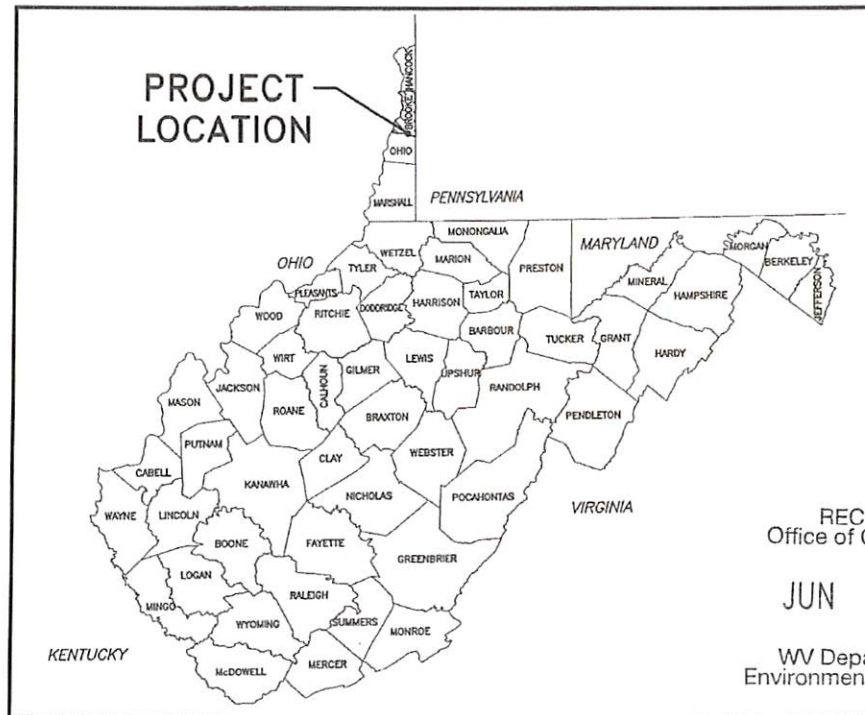 PROJECT
LOCATION
HANCOCK
BROOKE
OHIO
MARSHALL
PENNSYLVANIA
OHIO
WETZEL
MONONGALIA
MARION
PRESTON
MARYLAND
MORGAN
BERKELEY
JEFFERSON
MINERAL
HAMPSHIRE
TYLER
PLEASANTS
WOOD
RITCHIE
DODDRIDGE
HARRISON
TAYLOR
BARBOUR
TUCKER
GRANT
HARDY
WIRT
CALHOUN
GILMER
LEWIS
UPSHUR
RANDOLPH
JACKSON
MASON
ROANE
BRAXTON
PENDLETON
PUTNAM
CLAY
WEBSTER
CABELL
KANAWHA
NICHOLAS
POCAHONTAS
VIRGINIA
WAYNE
LINCOLN
BOONE
FAYETTE
GREENBRIER
LOGAN
RALEIGH
MINGO
WYOMING
SUMMERS
MONROE
KENTUCKY
McDOWELL
MERCER
REC
Office of
JUN
WV Depa
Environmen